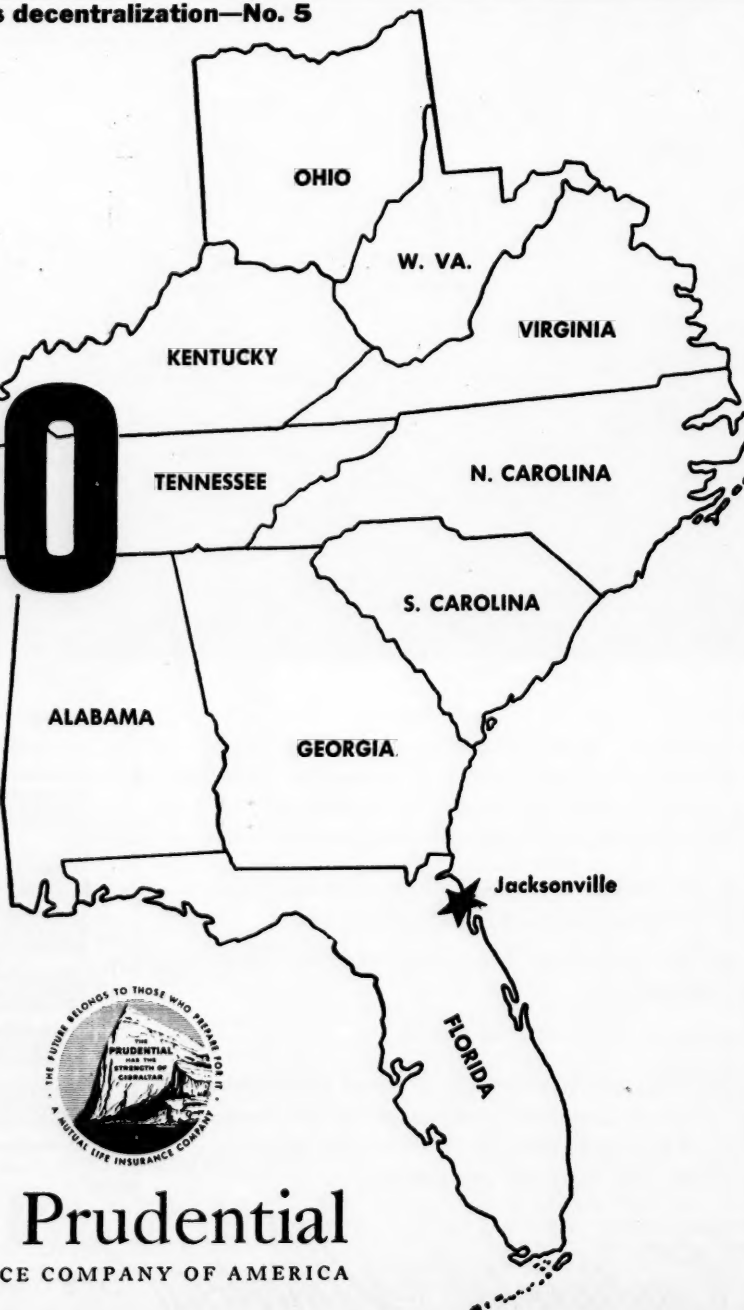 s decentralization—No. 5
OHIO
W. VA.
VIRGINIA
KENTUCKY
0
TENNESSEE
N. CAROLINA
S. CAROLINA
ALABAMA
GEORGIA
Jacksonville
FLORIDA
THE FUTURE BELONGS TO THOSE WHO PREPARE FOR IT
THE
PRUDENTIAL
HAS THE
STRENGTH OF
GIBRALTAR
A MUTUAL LIFE INSURANCE COMPANY
Prudential
CE COMPANY OF AMERICA